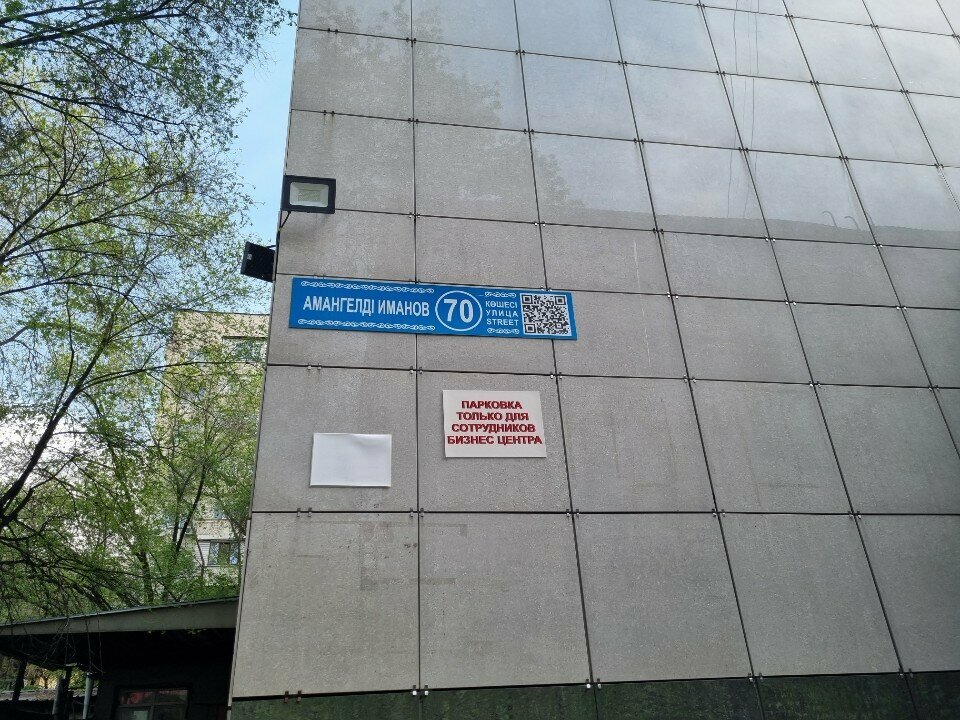 АМАНГЕЛДІ ИМАНОВ 70
КӨШЕСІ
УЛИЦА
STREET
ПАРКОВКА
ТОЛЬКО ДЛЯ
СОТРУДНИКОВ
БИЗНЕС ЦЕНТРА